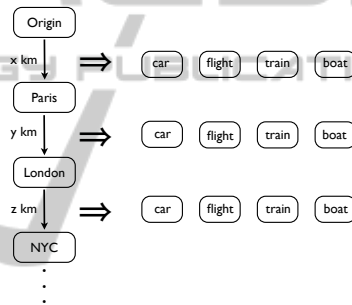 Origin
x km ⇒ car flight train boat
Paris
y km ⇒ car flight train boat
London
z km ⇒ car flight train boat
NYC